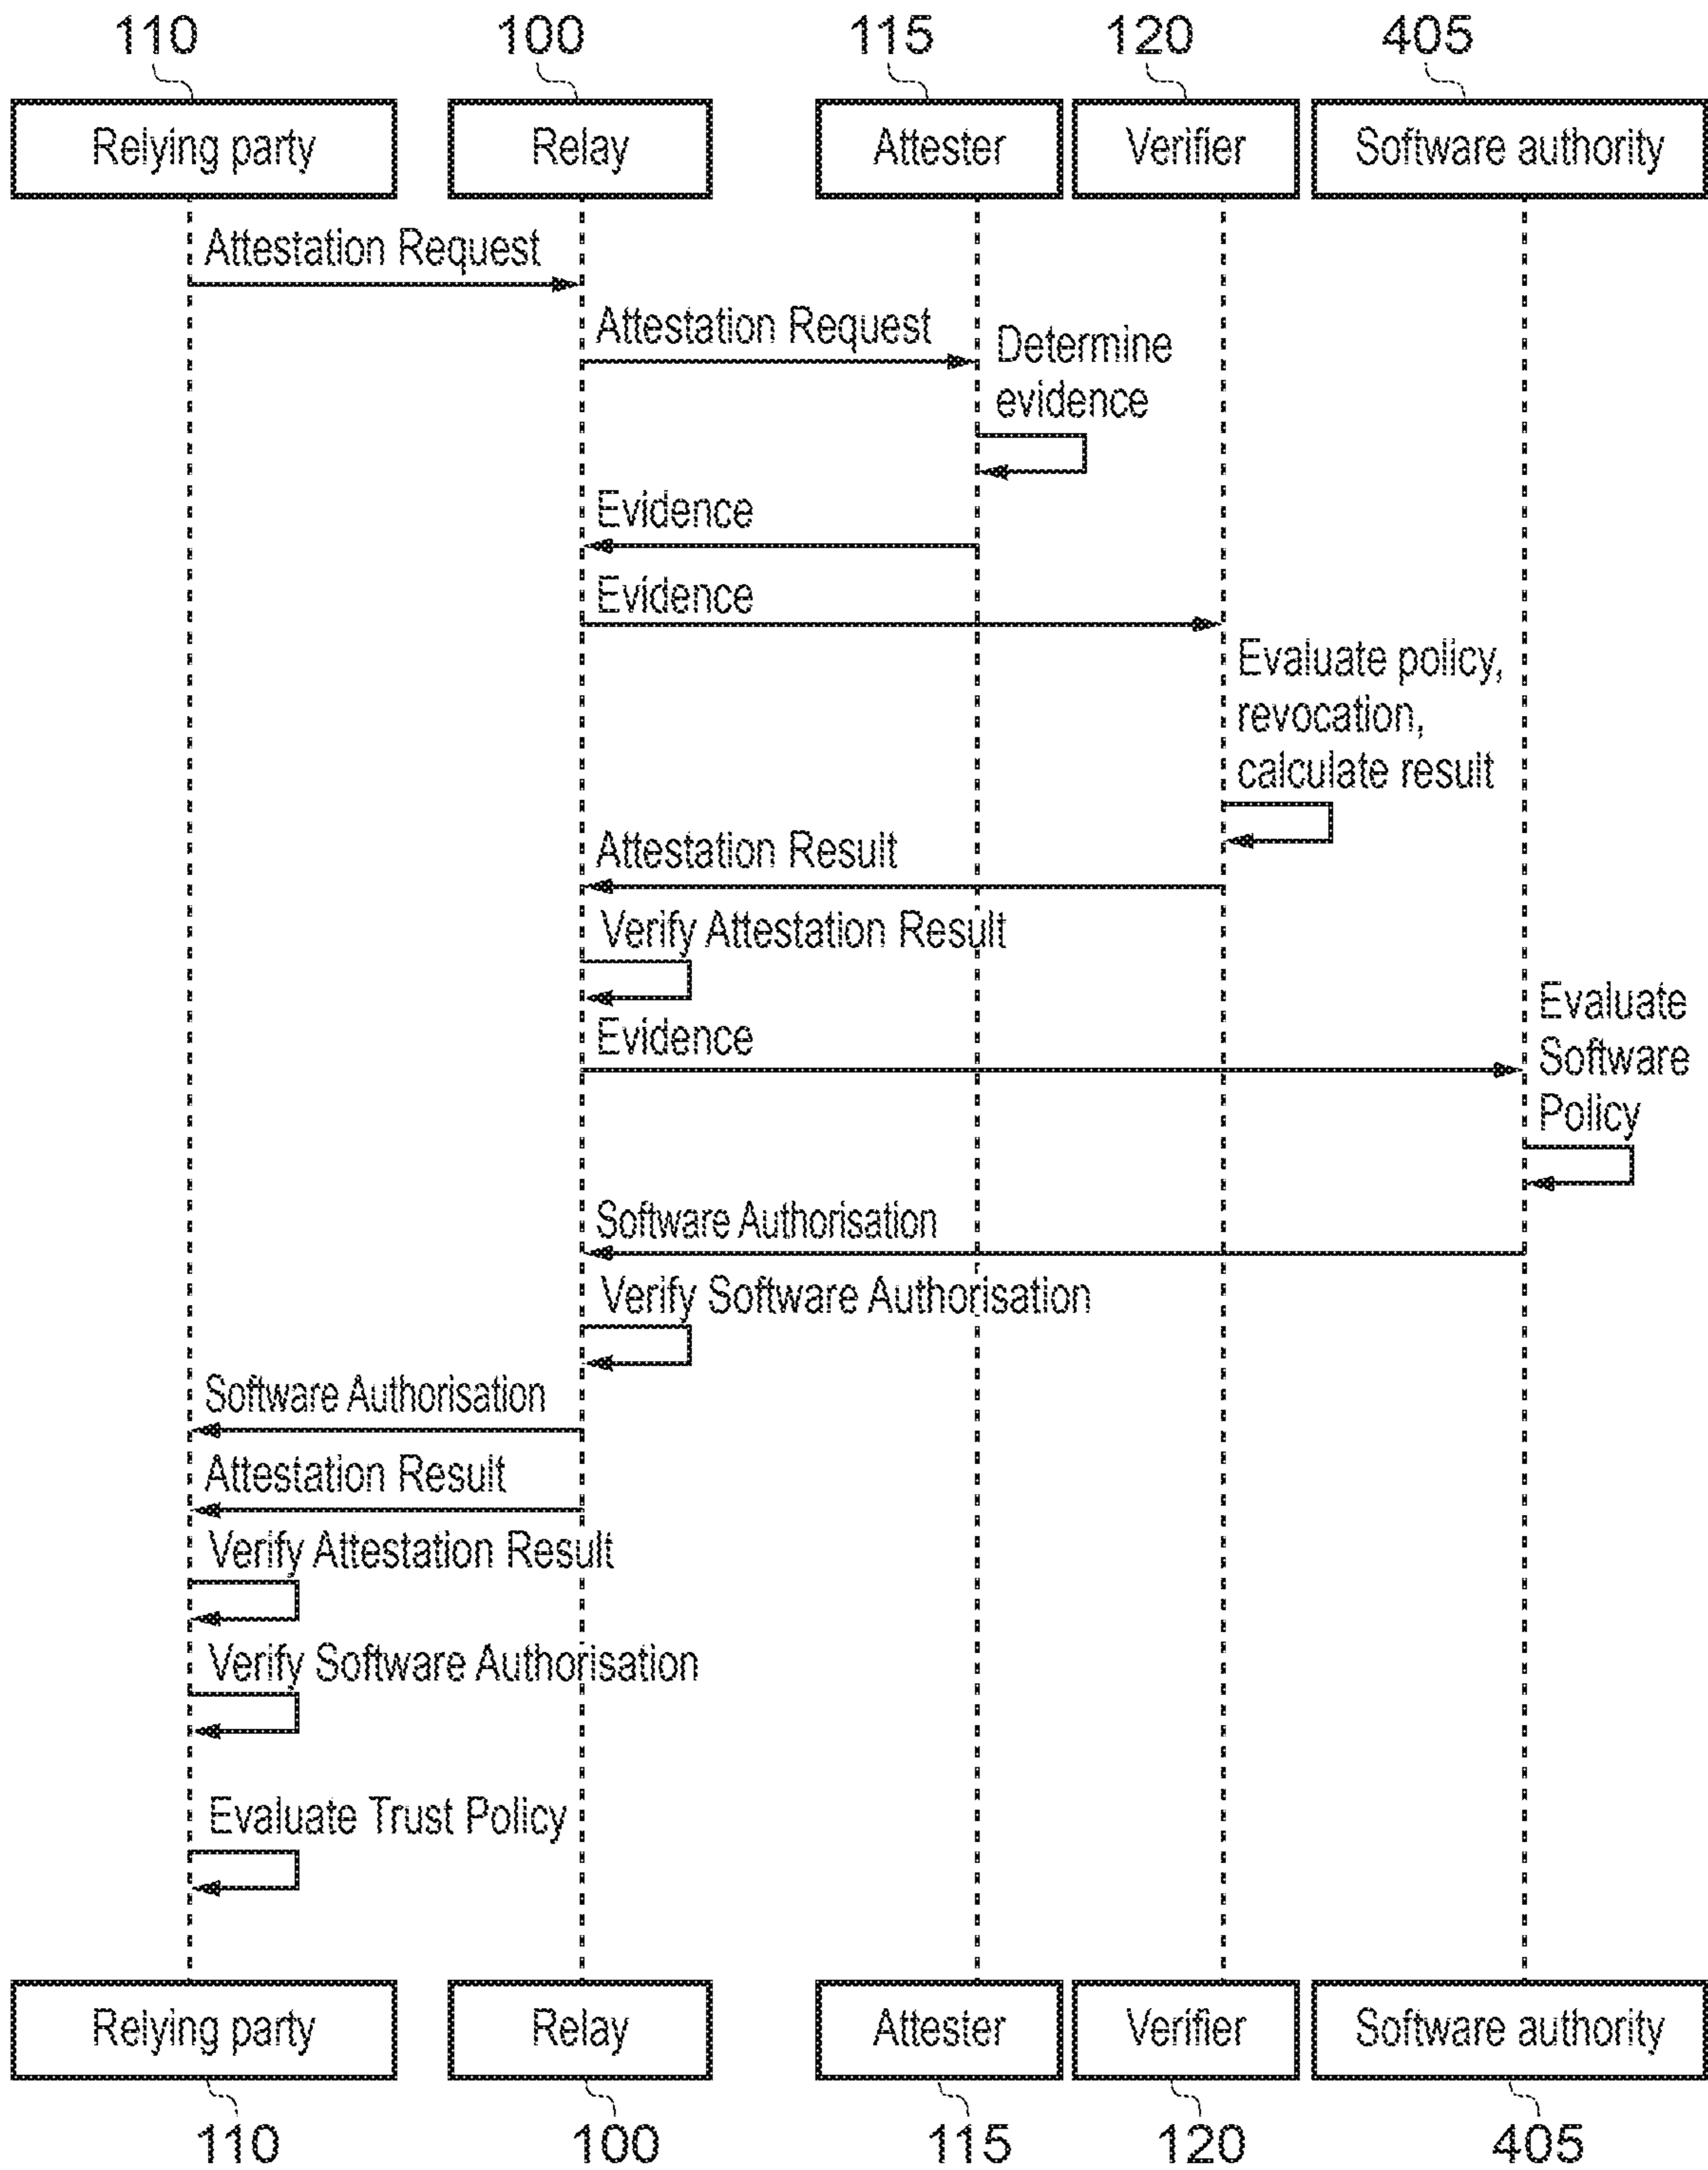 110
100
115
120
405
Relying party
Relay
Attester
Verifier
Software authority
Attestation Request
Attestation Request
Determine
evidence
Evidence
Evidence
Evaluate policy,
revocation,
calculate result
Attestation Result
Verify Attestation Result
Evidence
Evaluate
Software
Policy
Software Authorisation
Verify Software Authorisation
Software Authorisation
Attestation Result
Verify Attestation Result
Verify Software Authorisation
Evaluate Trust Policy
Relying party
Relay
Attester
Verifier
Software authority
110
100
115
120
405